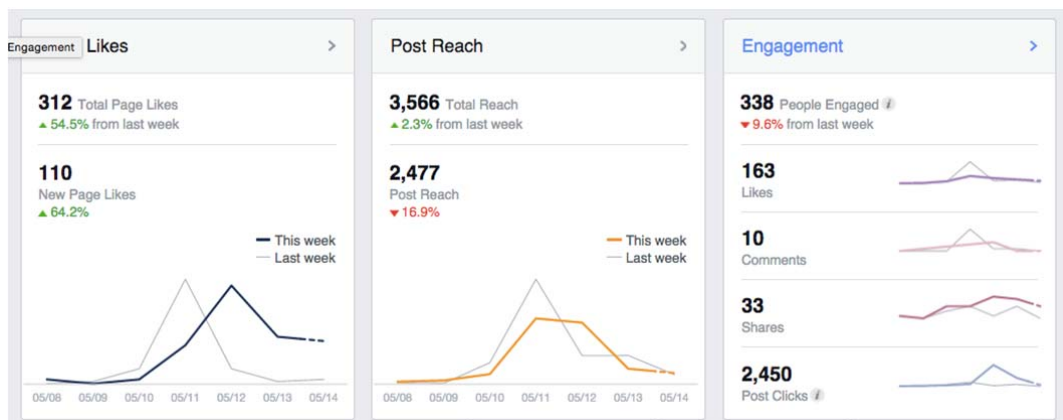 Engagement
Likes
312 Total Page Likes
▲ 54.5% from last week
110
New Page Likes
▲ 64.2%
This week
Last week
05/08 05/09 05/10 05/11 05/12 05/13 05/14
Post Reach
3,566 Total Reach
▲ 2.3% from last week
2,477
Post Reach
▼ 16.9%
This week
Last week
05/08 05/09 05/10 05/11 05/12 05/13 05/14
Engagement
338 People Engaged i
▼ 9.6% from last week
163
Likes
10
Comments
33
Shares
2,450
Post Clicks i